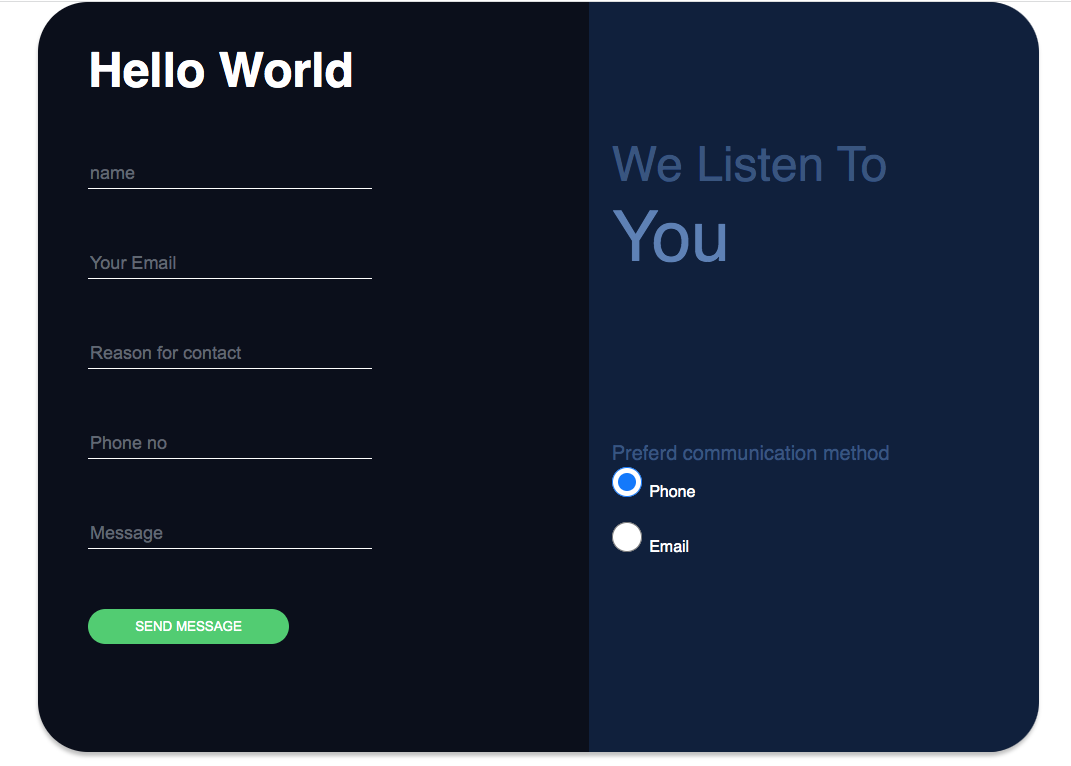 Hello World
name
Your Email
Reason for contact
Phone no
Message
SEND MESSAGE
We Listen To
You
Preferd communication method
Phone
Email